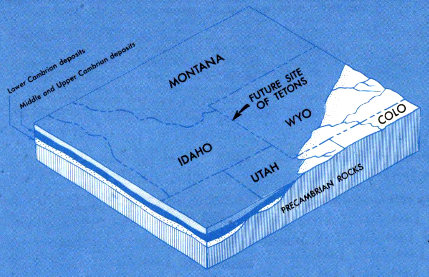 Lower Cambrian deposits
Middle and Upper Cambrian deposits
MONTANA
FUTURE SITE
OF TETONS
WYO
IDAHO
UTAH
COLO
PRECAMBRIAN ROCKS